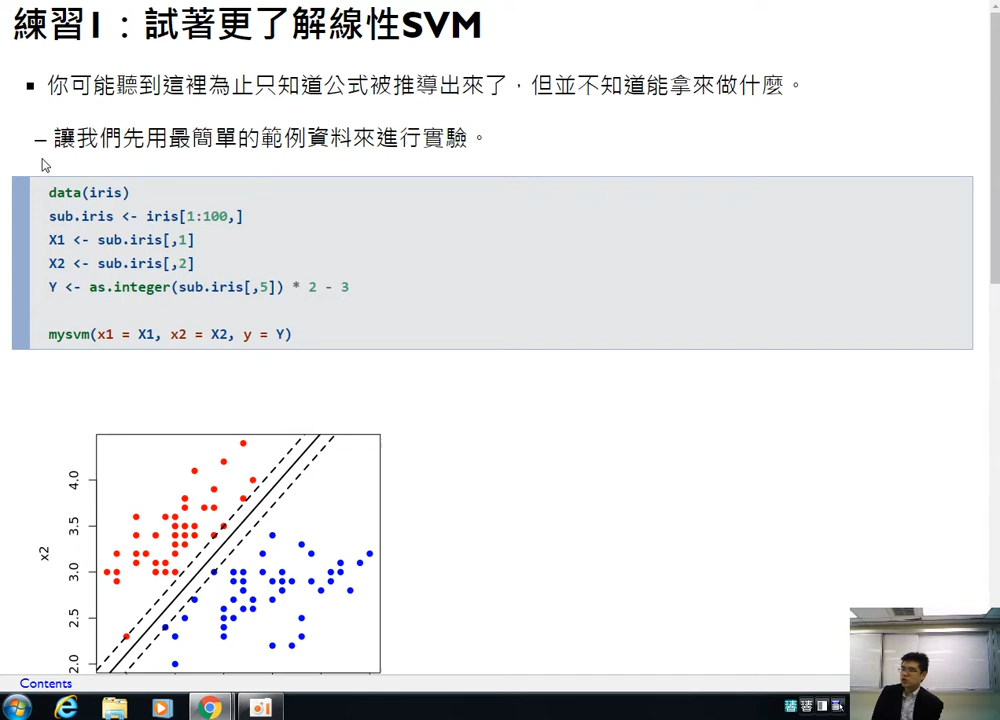 練習1：試著更了解線性SVM
▪ 你可能聽到這裡為止只知道公式被推導出來了，但並不知道能拿來做什麼。
– 讓我們先用最簡單的範例資料來進行實驗。
data(iris)
sub.iris <- iris[1:100,]
X1 <- sub.iris[,1]
X2 <- sub.iris[,2]
Y <- as.integer(sub.iris[,5]) * 2 - 3
mysvm(x1 = X1, x2 = X2, y = Y)
4.0
3.5
x2
3.0
2.5
2.0
Contents